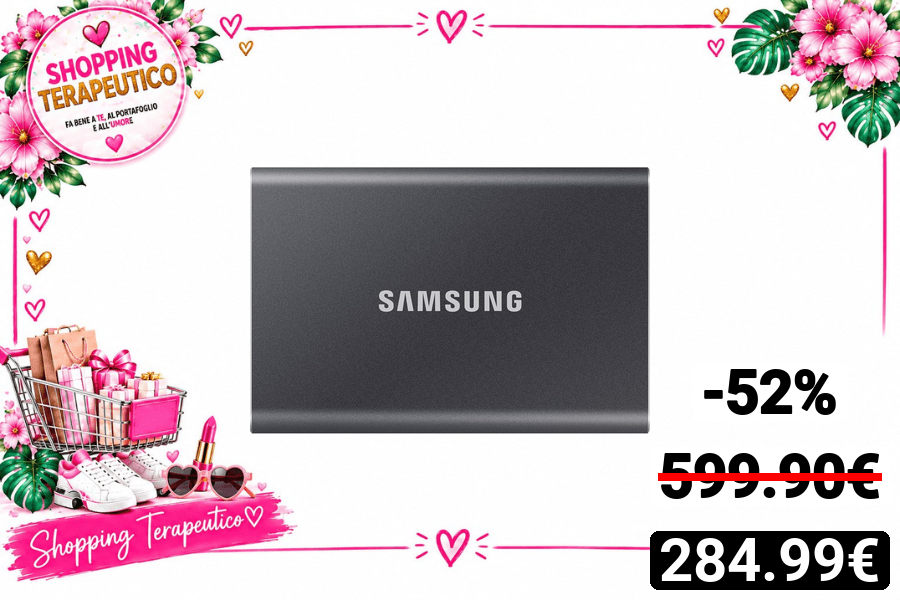 SHOPPING
TERAPEUTICO
FA BENE A TE, AL PORTAFOGLIO
E ALL'UMORE
SAMSUNG
-52%
599.90€
284.99€
Shopping Terapeutico